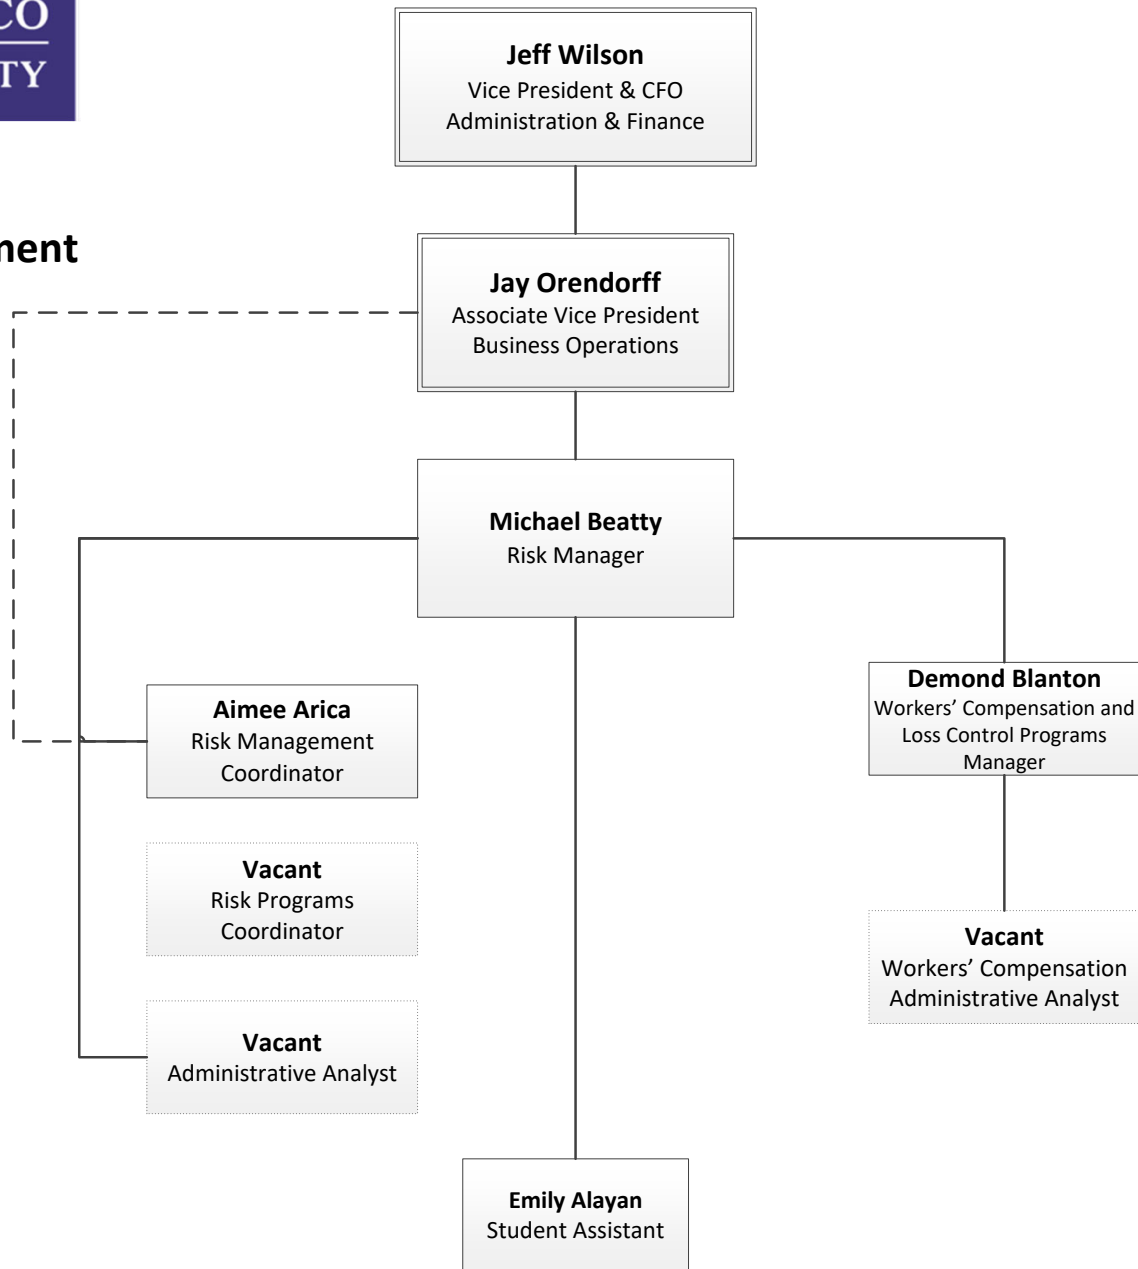 CO
TY
Jeff Wilson
Vice President & CFO
Administration & Finance
ment
Jay Orendorff
Associate Vice President
Business Operations
Michael Beatty
Risk Manager
Aimee Arica
Risk Management
Coordinator
Demond Blanton
Workers’ Compensation and
Loss Control Programs
Manager
Vacant
Risk Programs
Coordinator
Vacant
Workers’ Compensation
Administrative Analyst
Vacant
Administrative Analyst
Emily Alayan
Student Assistant